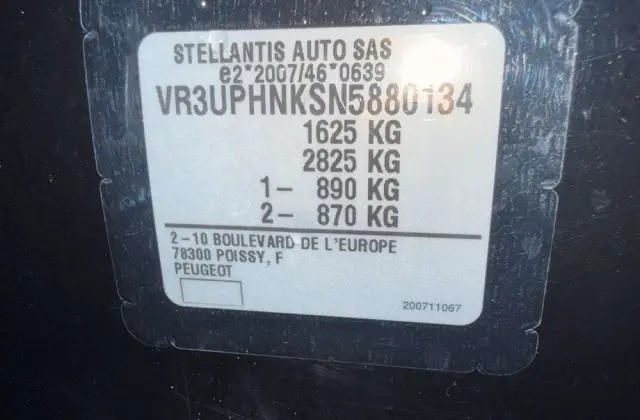 STELLANTIS AUTO SAS
e2*2007/46*0639
VR3UPHNKSN5880134
1625 KG
2825 KG
1- 890 KG
2- 870 KG
2-10 BOULEVARD DE L'EUROPE
78300 POISSY, F
PEUGEOT
200711067